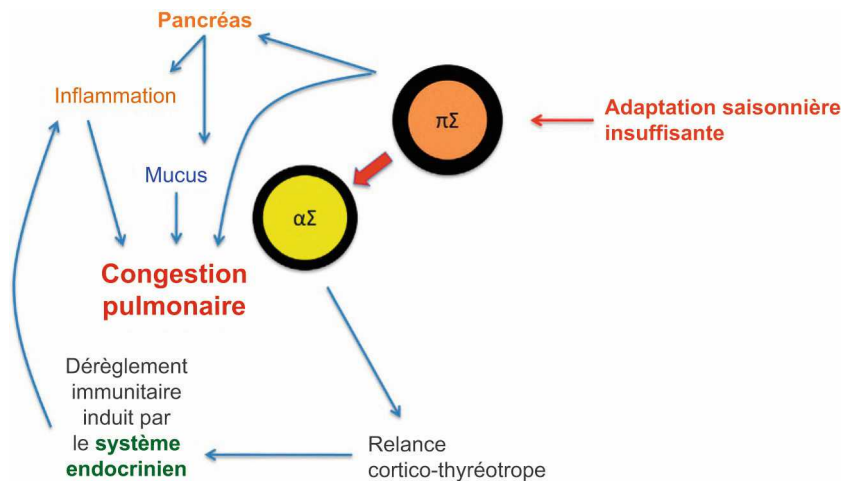 Pancréas
Inflammation
πΣ
Adaptation saisonnière
insuffisante
Mucus
αΣ
Congestion
pulmonaire
Dérèglement
immunitaire
induit par
le système
endocrinien
Relance
cortico-thyréotrope